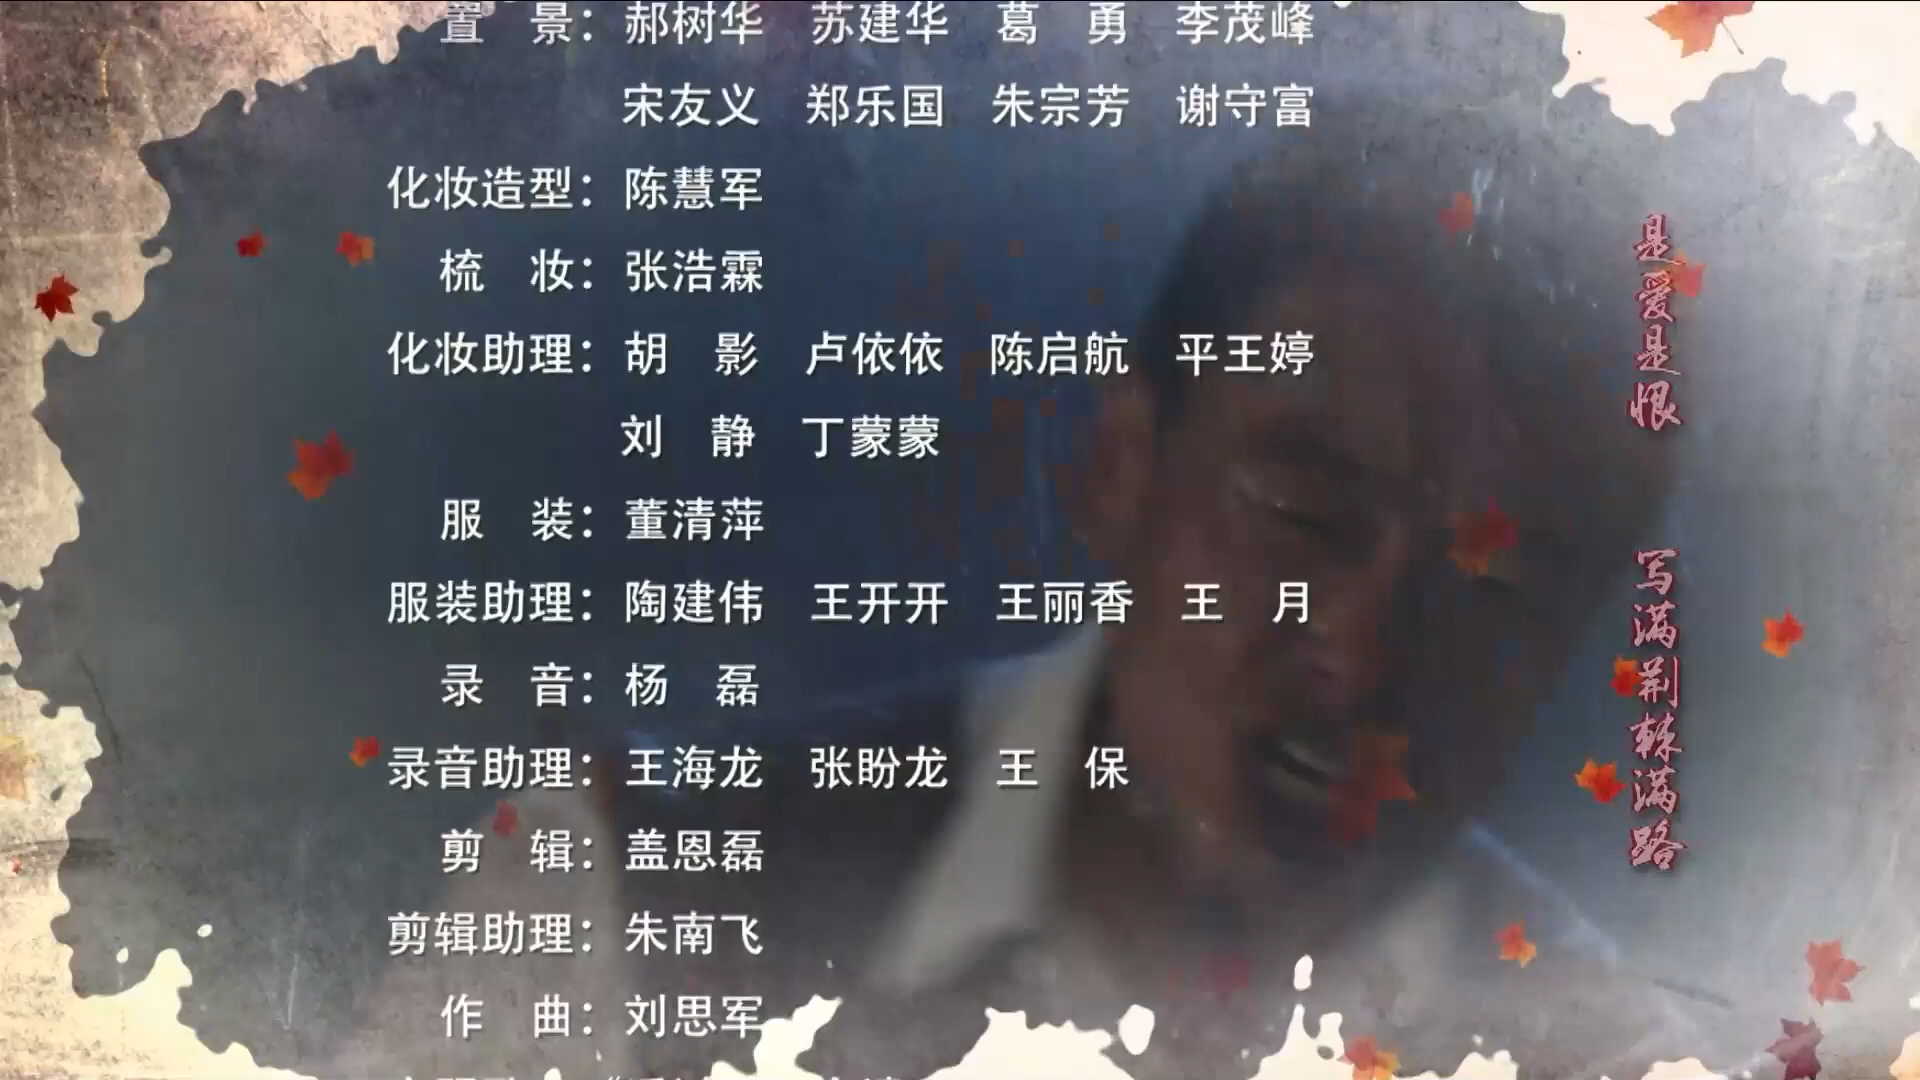 置　景：郝树华　苏建华　葛　勇　李茂峰
宋友义　郑乐国　朱宗芳　谢守富
化妆造型：陈慧军
梳　妆：张浩霖
化妆助理：胡　影　卢依依　陈启航　平王婷
刘　静　丁蒙蒙
服　装：董清萍
服装助理：陶建伟　王开开　王丽香　王　月
录　音：杨　磊
录音助理：王海龙　张盼龙　王　保
剪　辑：盖恩磊
剪辑助理：朱南飞
作　曲：刘思军
是爱是恨　写满荆棘满路